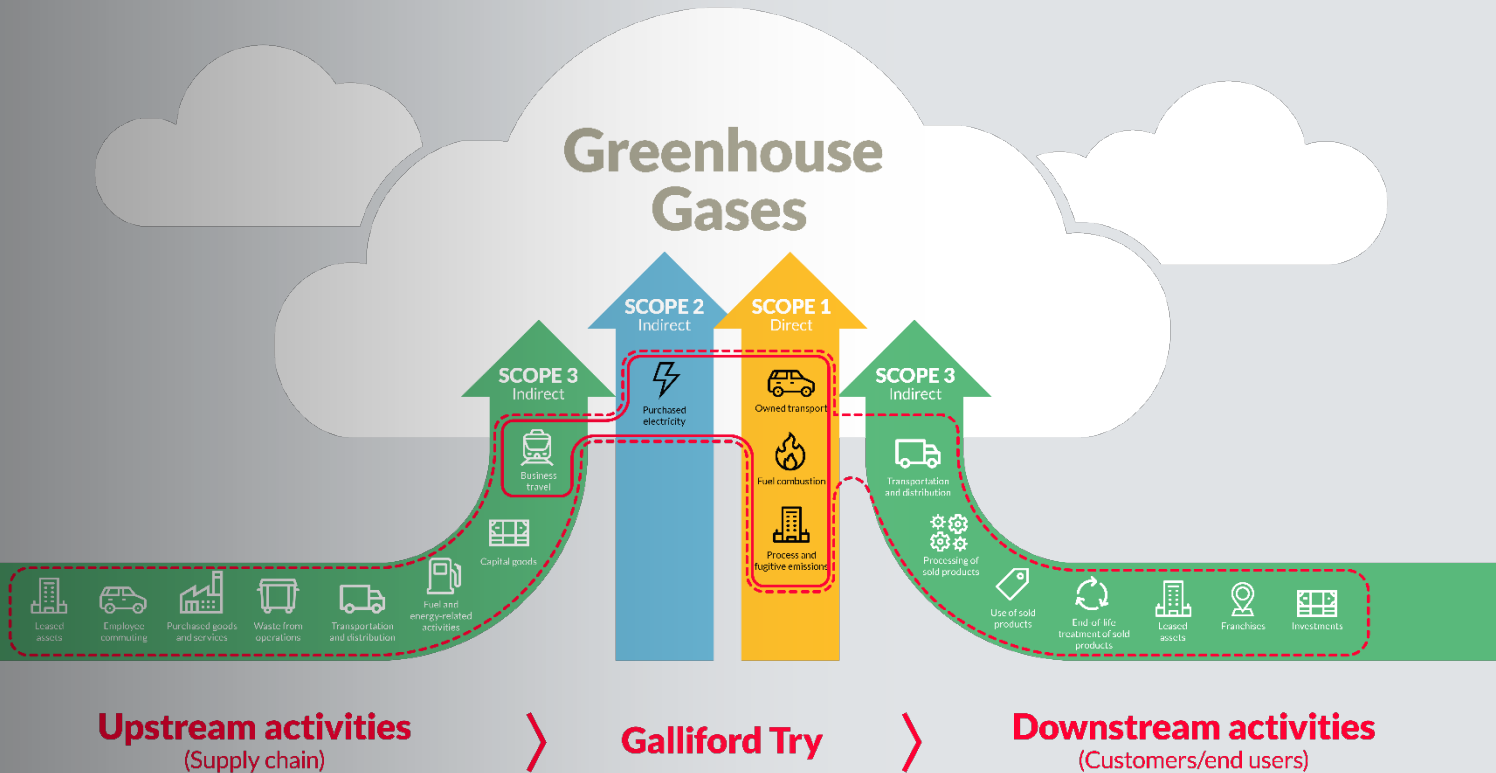 Greenhouse
Gases
SCOPE 3
Indirect
Business
travel
Capital goods
Fuel and
energy-related
activities
Transportation
and distribution
Waste from
operations
Purchased goods
and services
Employee
commuting
Leased
assets
SCOPE 2
Indirect
Purchased
electricity
SCOPE 1
Direct
Owned transport
Fuel combustion
Process and
fugitive emissions
SCOPE 3
Indirect
Transportation
and distribution
Processing of
sold products
Use of sold
products
End-of-life
treatment of sold
products
Leased
assets
Franchises
Investments
Upstream activities
(Supply chain)
Galliford Try
Downstream activities
(Customers/end users)